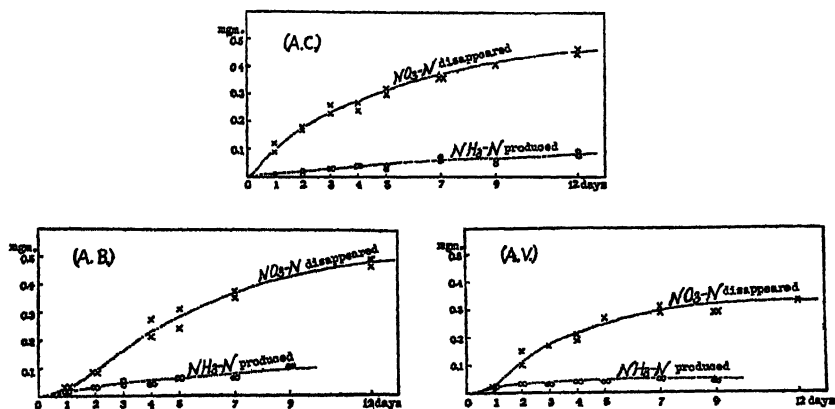 mgm.
(A.C.)
0.5
0.4
0.3
0.2
0.1
NO3-N disappeared
NH3-N produced
0 1 2 3 4 5 7 9 12 days
mgm.
(A.B.)
0.5
0.4
0.3
0.2
0.1
NO3-N disappeared
NH3-N produced
0 1 2 3 4 5 7 9 12 days
mgm.
(A.V.)
0.5
0.4
0.3
0.2
0.1
NO3-N disappeared
NH3-N produced
0 1 2 3 4 5 7 9 12 days